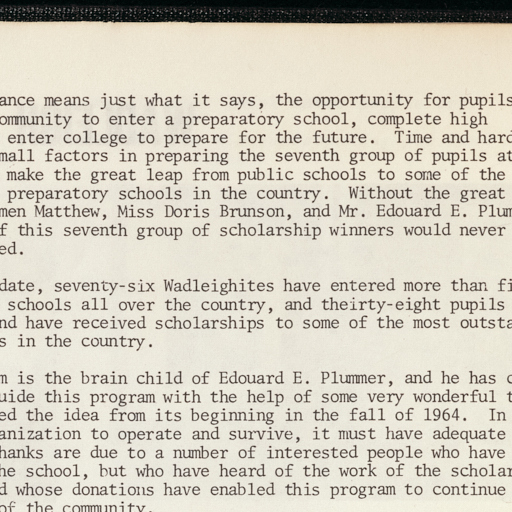 ance means just what it says, the opportunity for pupils
ommunity to enter a preparatory school, complete high
enter college to prepare for the future. Time and hard
mall factors in preparing the seventh group of pupils at
make the great leap from public schools to some of the
preparatory schools in the country. Without the great
men Matthew, Miss Doris Brunson, and Mr. Edouard E. Plum
f this seventh group of scholarship winners would never
ed.
date, seventy-six Wadleighites have entered more than fi
schools all over the country, and theirty-eight pupils
nd have received scholarships to some of the most outsta
s in the country.
m is the brain child of Edouard E. Plummer, and he has c
uide this program with the help of some very wonderful t
ed the idea from its beginning in the fall of 1964. In
anization to operate and survive, it must have adequate
hanks are due to a number of interested people who have
he school, but who have heard of the work of the scholar
d whose donations have enabled this program to continue
of the community.